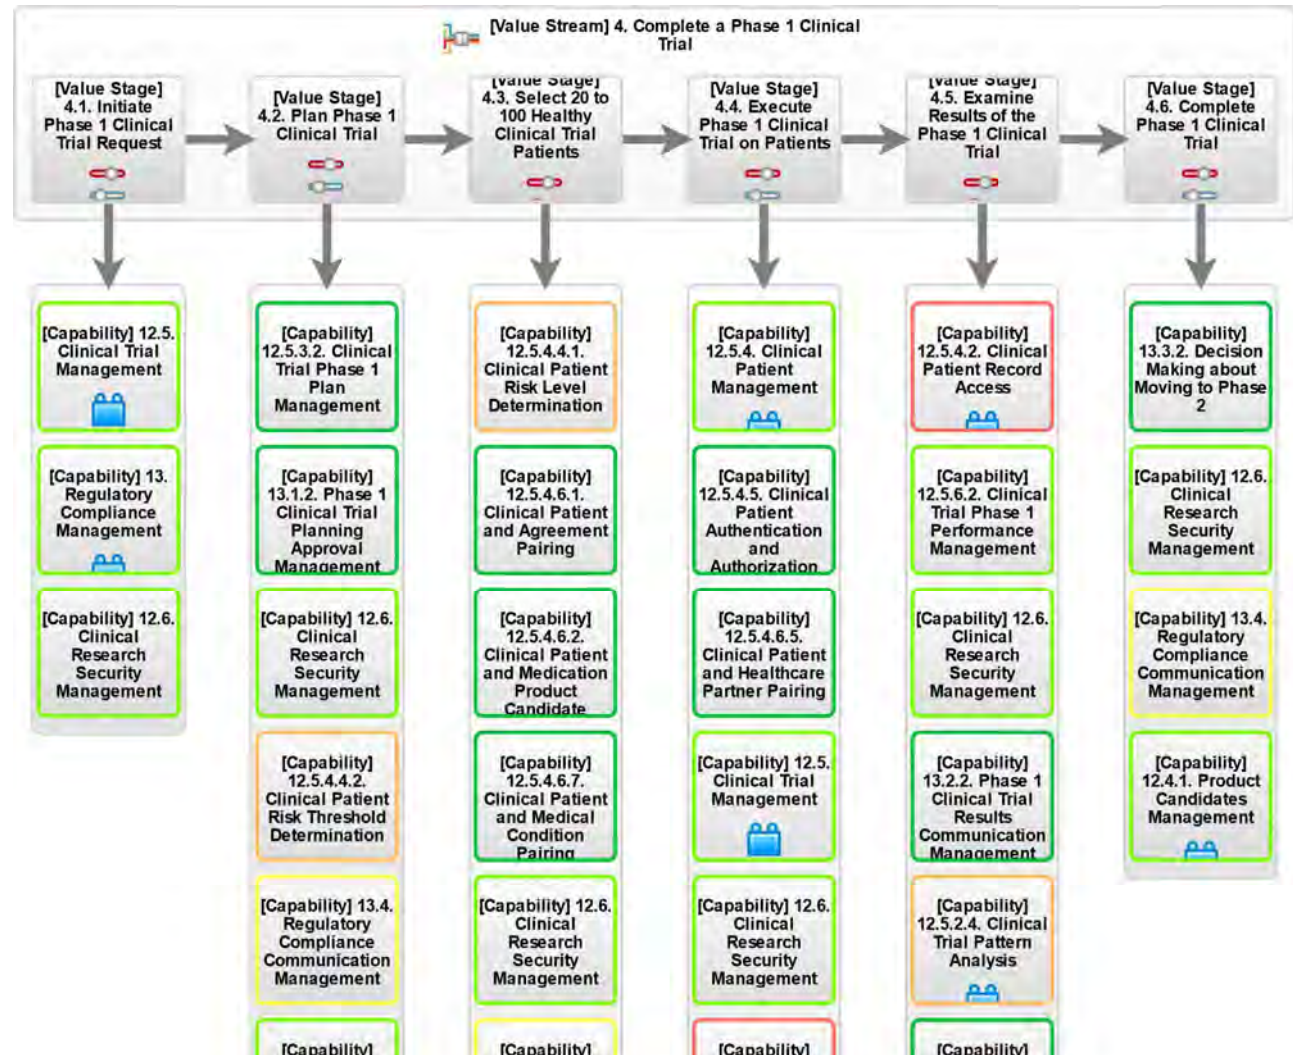 [Value Stream] 4. Complete a Phase 1 Clinical
Trial
[Value Stage]
4.1. Initiate
Phase 1 Clinical
Trial Request
[Value Stage]
4.2. Plan Phase 1
Clinical Trial
[Value Stage]
4.3. Select 20 to
100 Healthy
Clinical Trial
Patients
[Value Stage]
4.4. Execute
Phase 1 Clinical
Trial on Patients
[Value Stage]
4.5. Examine
Results of the
Phase 1 Clinical
Trial
[Value Stage]
4.6. Complete
Phase 1 Clinical
Trial
[Capability] 12.5.
Clinical Trial
Management
[Capability] 13.
Regulatory
Compliance
Management
[Capability] 12.6.
Clinical
Research
Security
Management
[Capability]
12.5.3.2. Clinical
Trial Phase 1
Plan
Management
[Capability]
13.1.2. Phase 1
Clinical Trial
Planning
Approval
Management
[Capability] 12.6.
Clinical
Research
Security
Management
[Capability]
12.5.4.4.2.
Clinical Patient
Risk Threshold
Determination
[Capability] 13.4.
Regulatory
Compliance
Communication
Management
[Capability]
[Capability]
12.5.4.4.1.
Clinical Patient
Risk Level
Determination
[Capability]
12.5.4.6.1.
Clinical Patient
and Agreement
Pairing
[Capability]
12.5.4.6.2.
Clinical Patient
and Medication
Product
Candidate
[Capability]
12.5.4.6.7.
Clinical Patient
and Medical
Condition
Pairing
[Capability] 12.6.
Clinical
Research
Security
Management
[Capability]
[Capability]
12.5.4. Clinical
Patient
Management
[Capability]
12.5.4.5. Clinical
Patient
Authentication
and
Authorization
[Capability]
12.5.4.6.5.
Clinical Patient
and Healthcare
Partner Pairing
[Capability] 12.5.
Clinical Trial
Management
[Capability] 12.6.
Clinical
Research
Security
Management
[Capability]
[Capability]
12.5.4.2. Clinical
Patient Record
Access
[Capability]
12.5.6.2. Clinical
Trial Phase 1
Performance
Management
[Capability] 12.6.
Clinical
Research
Security
Management
[Capability]
13.2.2. Phase 1
Clinical Trial
Results
Communication
Management
[Capability]
12.5.2.4. Clinical
Trial Pattern
Analysis
[Capability]
[Capability]
13.3.2. Decision
Making about
Moving to Phase
2
[Capability] 12.6.
Clinical
Research
Security
Management
[Capability] 13.4.
Regulatory
Compliance
Communication
Management
[Capability]
12.4.1. Product
Candidates
Management